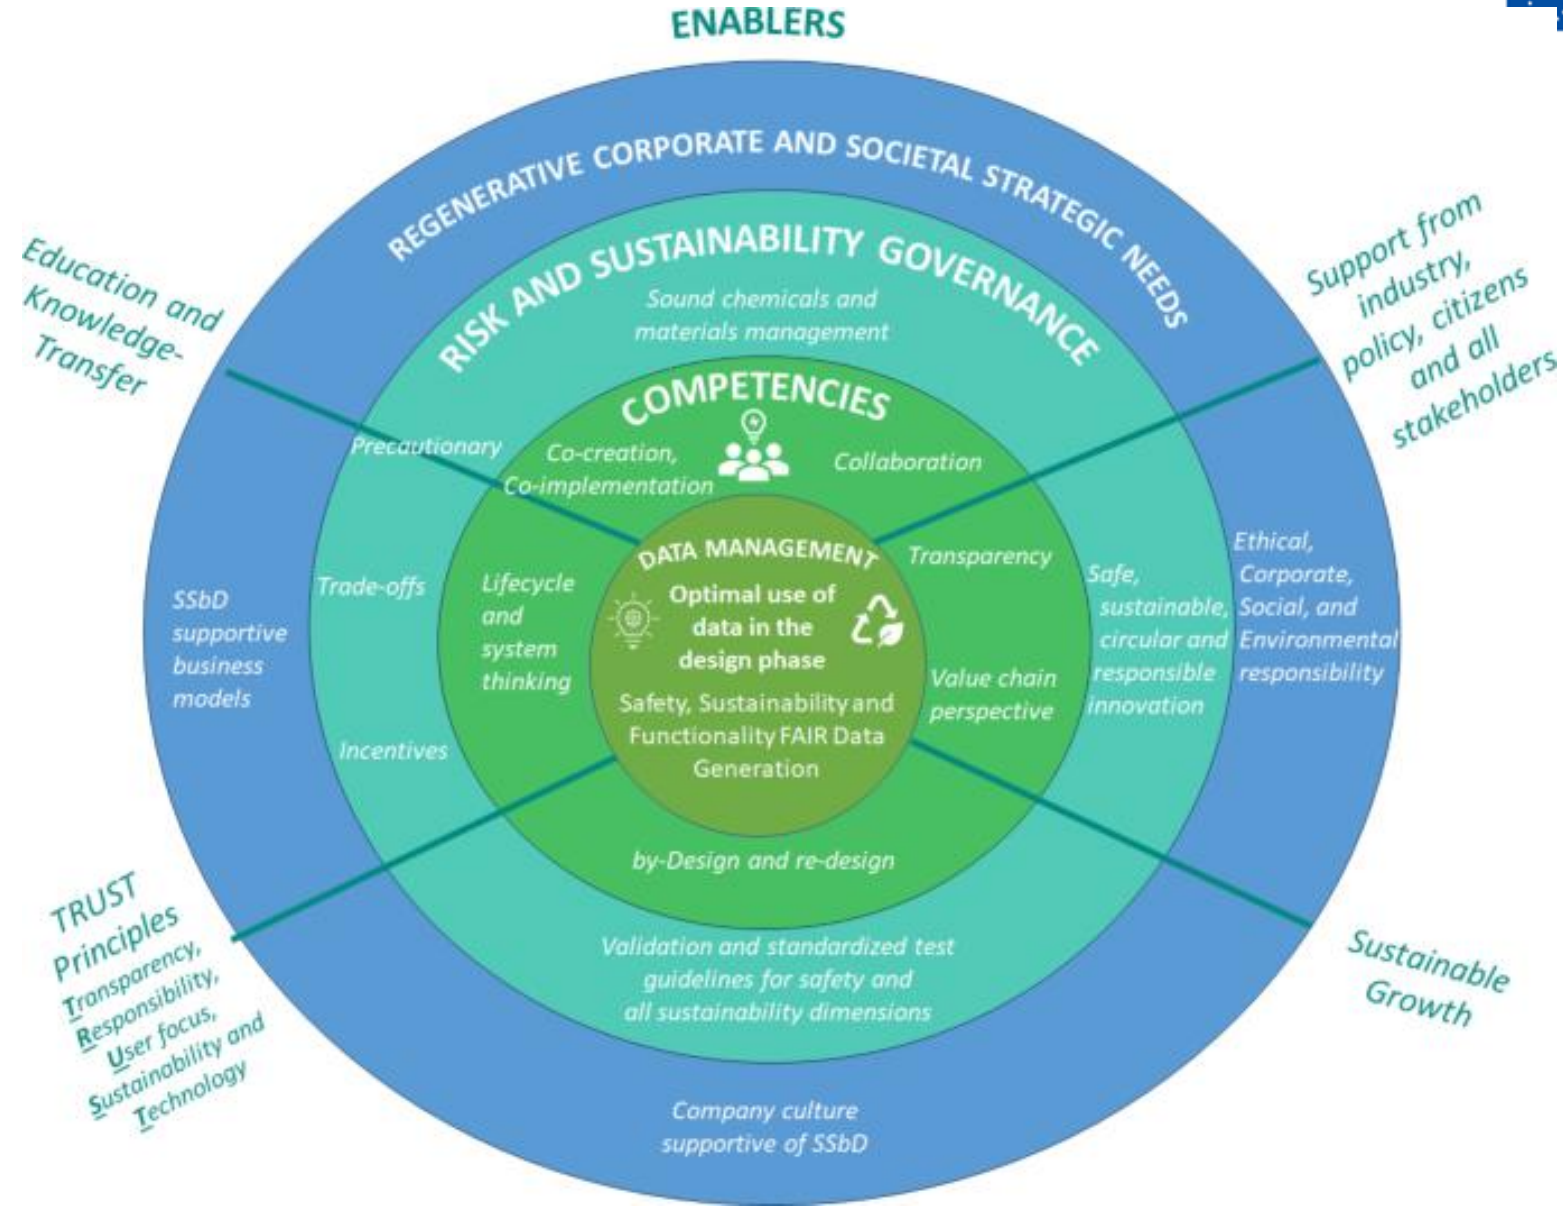 ENABLERS
REGENERATIVE CORPORATE AND SOCIETAL STRATEGIC NEEDS
RISK AND SUSTAINABILITY GOVERNANCE
Sound chemicals and
materials management
COMPETENCIES
Education and
Knowledge-
Transfer
Support from
industry,
policy, citizens
and all
stakeholders
Precautionary
Co-creation,
Co-implementation
Collaboration
DATA MANAGEMENT
Optimal use of
data in the
design phase
Safety, Sustainability and
Functionality FAIR Data
Generation
Transparency
Value chain
perspective
Safe,
sustainable,
circular and
responsible
innovation
Ethical,
Corporate,
Social, and
Environmental
responsibility
SSbD
supportive
business
models
Trade-offs
Incentives
Lifecycle
and
system
thinking
by-Design and re-design
Validation and standardized test
guidelines for safety and
all sustainability dimensions
Company culture
supportive of SSbD
TRUST
Principles
Transparency,
Responsibility,
User focus,
Sustainability and
Technology
Sustainable
Growth